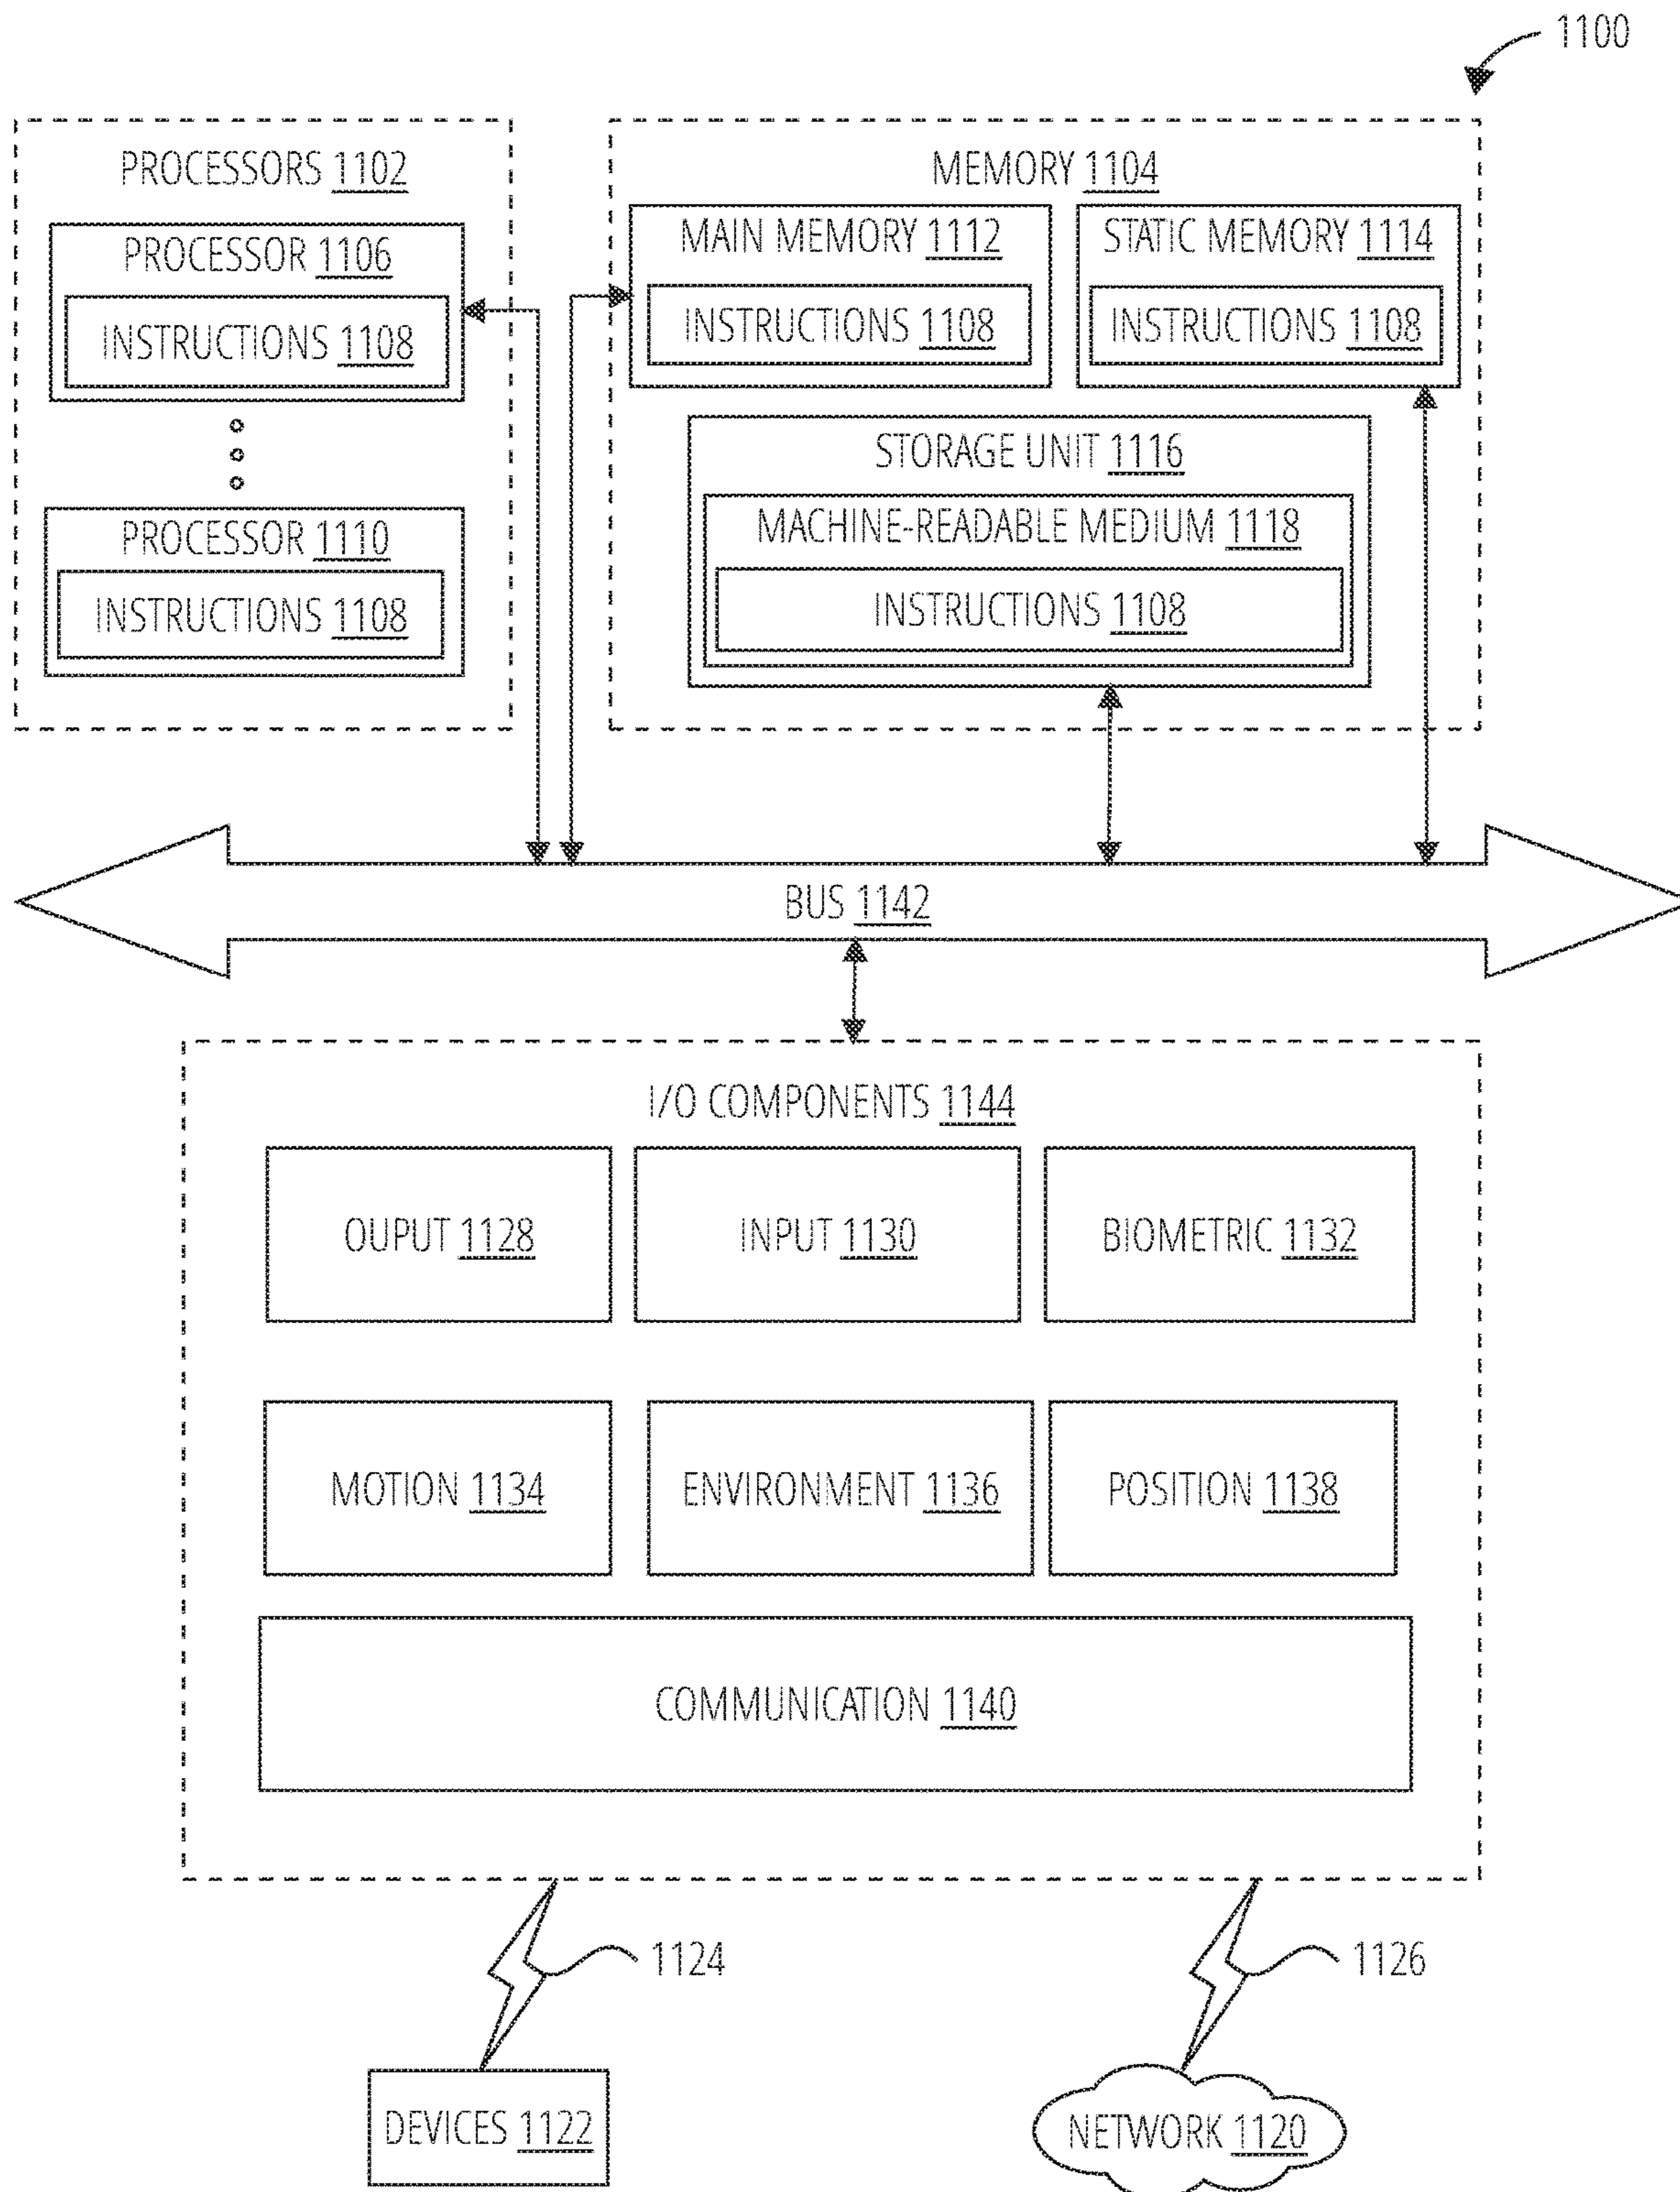 1100
PROCESSORS 1102
PROCESSOR 1106
INSTRUCTIONS 1108
PROCESSOR 1110
INSTRUCTIONS 1108
MEMORY 1104
MAIN MEMORY 1112
INSTRUCTIONS 1108
STATIC MEMORY 1114
INSTRUCTIONS 1108
STORAGE UNIT 1116
MACHINE-READABLE MEDIUM 1118
INSTRUCTIONS 1108
BUS 1142
I/O COMPONENTS 1144
OUPUT 1128
INPUT 1130
BIOMETRIC 1132
MOTION 1134
ENVIRONMENT 1136
POSITION 1138
COMMUNICATION 1140
1124
1126
DEVICES 1122
NETWORK 1120